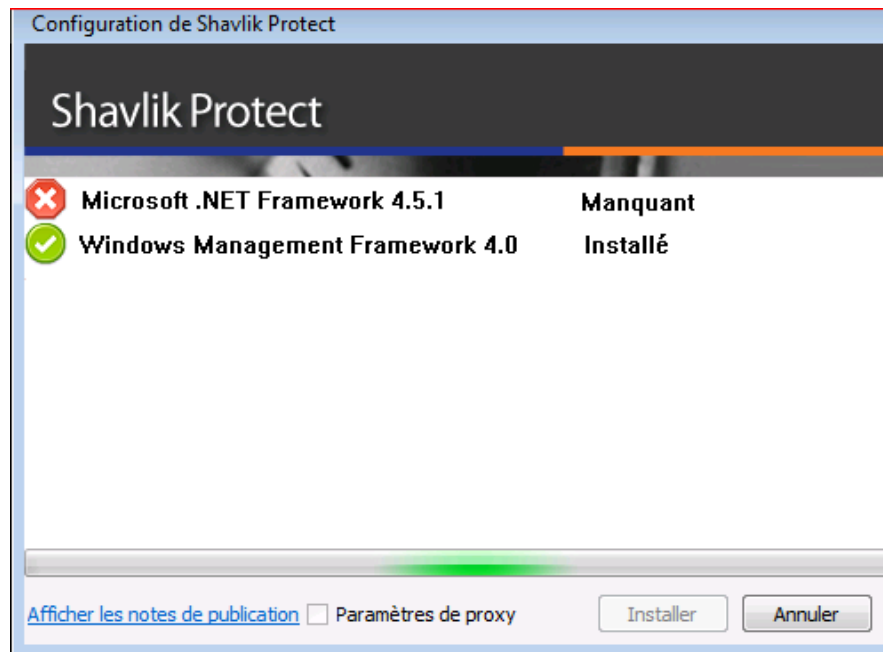 Configuration de Shavlik Protect
Shavlik Protect
Microsoft .NET Framework 4.5.1 Manquant
Windows Management Framework 4.0 Installé
Afficher les notes de publication Paramètres de proxy Installer Annuler